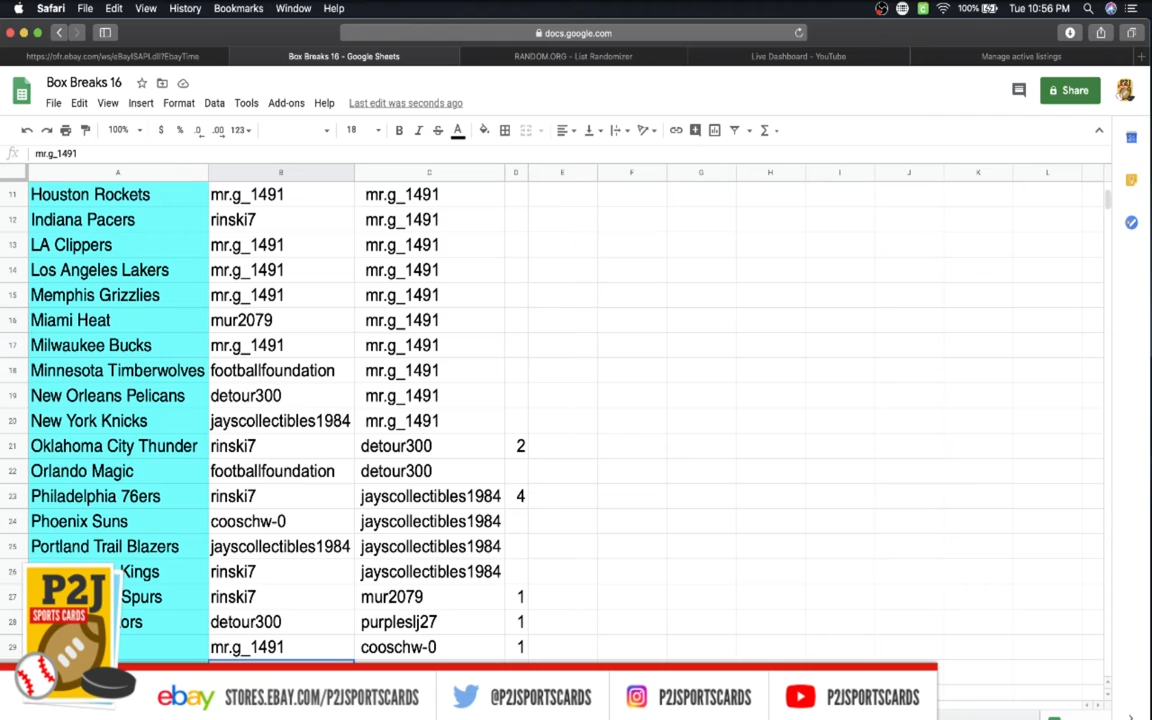 Safari File Edit View History Bookmarks Window Help 100% Tue 10:56 PM
docs.google.com
https://ofr.ebay.com/ws/eBayISAPI.dll?EbayTime Box Breaks 16 - Google Sheets RANDOM.ORG - List Randomizer Live Dashboard - YouTube Manage active listings
Box Breaks 16
Share
File Edit View Insert Format Data Tools Add-ons Help Last edit was seconds ago
100% $ % .0 .00 123 18 B I S A
fx mr.g_1491
A B C D E F G H I J K L
11 Houston Rockets mr.g_1491 mr.g_1491
12 Indiana Pacers rinski7 mr.g_1491
13 LA Clippers mr.g_1491 mr.g_1491
14 Los Angeles Lakers mr.g_1491 mr.g_1491
15 Memphis Grizzlies mr.g_1491 mr.g_1491
16 Miami Heat mur2079 mr.g_1491
17 Milwaukee Bucks mr.g_1491 mr.g_1491
18 Minnesota Timberwolves footballfoundation mr.g_1491
19 New Orleans Pelicans detour300 mr.g_1491
20 New York Knicks jayscollectibles1984 mr.g_1491
21 Oklahoma City Thunder rinski7 detour300 2
22 Orlando Magic footballfoundation detour300
23 Philadelphia 76ers rinski7 jayscollectibles1984 4
24 Phoenix Suns cooschw-0 jayscollectibles1984
25 Portland Trail Blazers jayscollectibles1984 jayscollectibles1984
26 Kings rinski7 jayscollectibles1984
27 Spurs rinski7 mur2079 1
28 ors detour300 purpleslj27 1
29 mr.g_1491 cooschw-0 1
P2J
SPORTS CARDS
ebay STORES.EBAY.COM/P2JSPORTSCARDS @P2JSPORTSCARDS P2JSPORTSCARDS P2JSPORTSCARDS